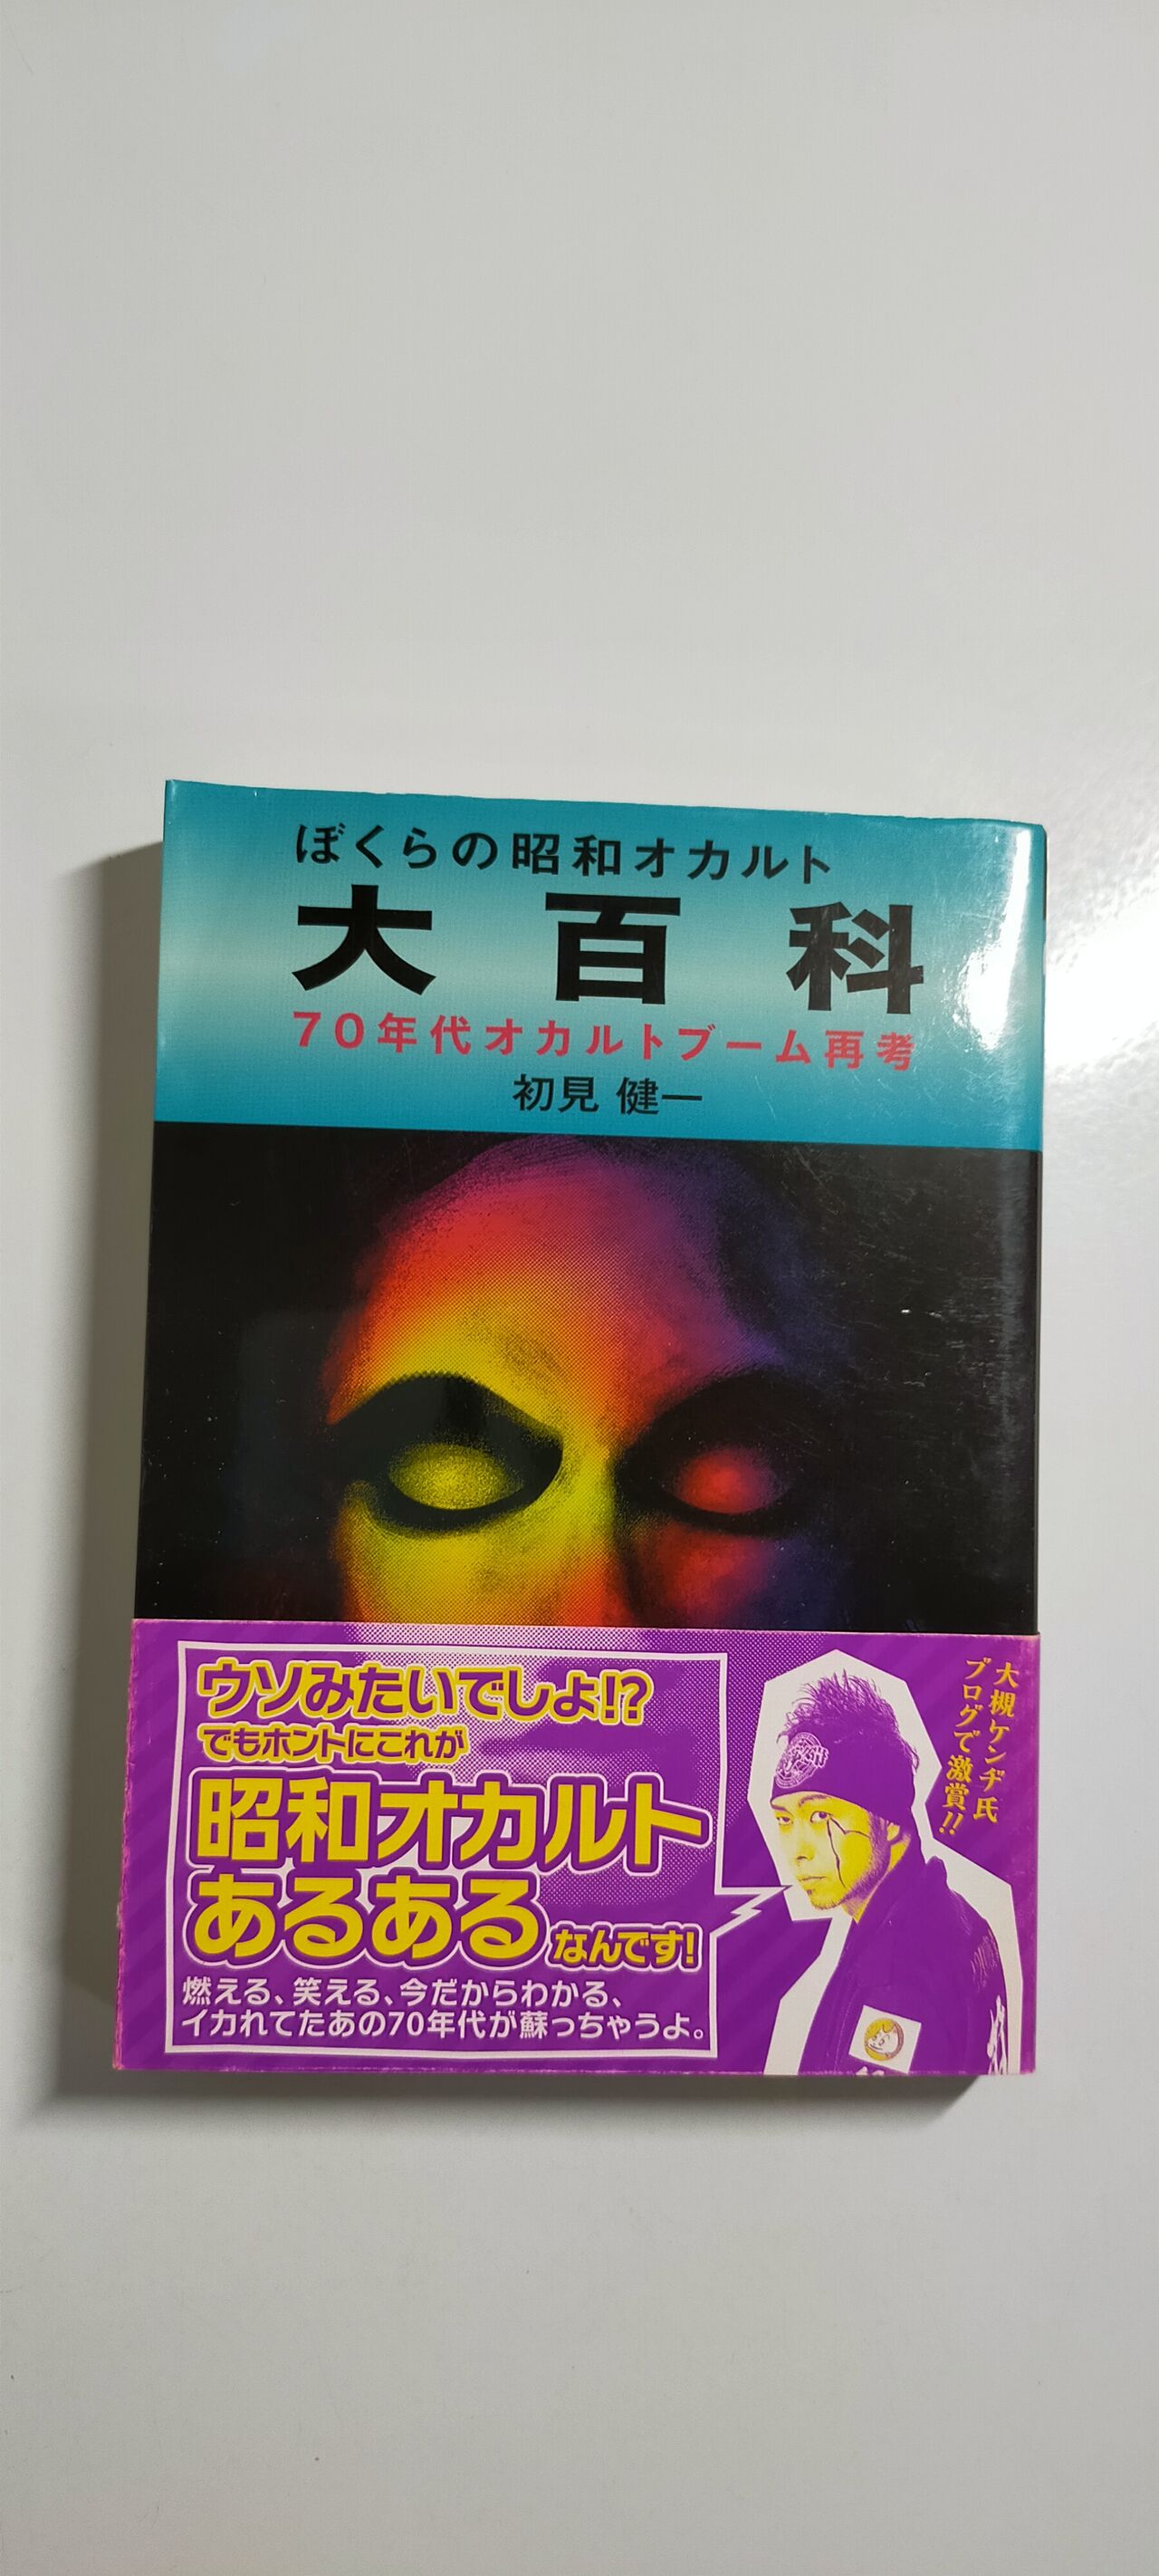 ぼくらの昭和オカルト
大百科
70年代オカルトブーム再考
初見 健一
ウソみたいでしょ!?
でもホントにこれが
昭和オカルト
あるあるなんです!
燃える、笑える、今だからわかる、
イカれてたあの70年代が蘇っちゃうよ。
大槻ケンヂ氏
ブログで激賞!!